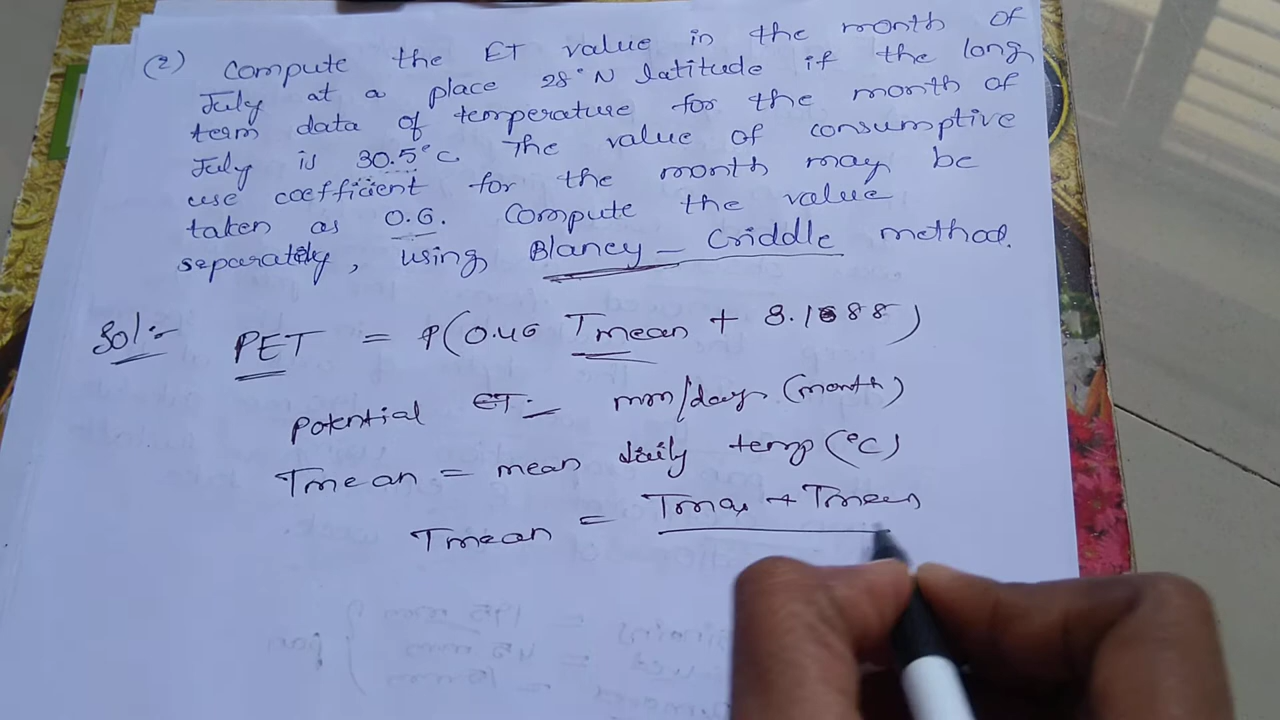 (2) compute the ET value in the month of
July at a place 28° N latitude if the long
term data of temperature for the month of
July is 30.5°c. The value of consumptive
use coefficient for the month may be
taken as 0.6. compute the value
separately, using Blaney - Criddle method.
Sol:- PET = P(0.46 Tmean + 8.1688)
potential ET:- mm/day (month)
Tmean = mean daily temp (°C)
Tmean = Tmax + Tmean